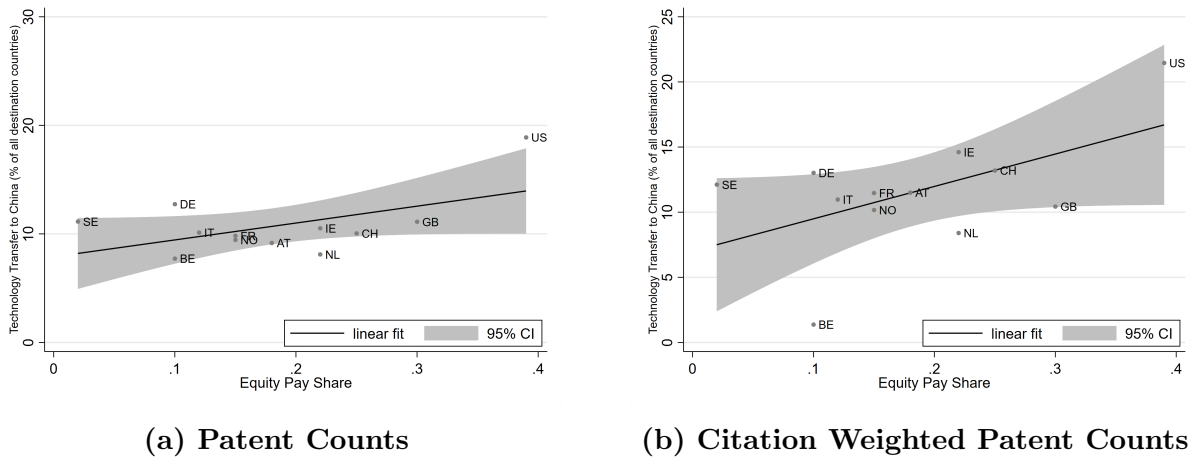 Technology Transfer to China (% of all destination countries)
30
20
10
0
US
DE
SE
IT
FR
NO
AT
BE
IE
CH
GB
NL
linear fit
95% CI
0
.1
.2
.3
.4
Equity Pay Share
(a) Patent Counts
Technology Transfer to China (% of all destination countries)
25
20
15
10
5
0
US
IE
CH
DE
SE
IT
FR
AT
NO
GB
NL
BE
linear fit
95% CI
0
.1
.2
.3
.4
Equity Pay Share
(b) Citation Weighted Patent Counts